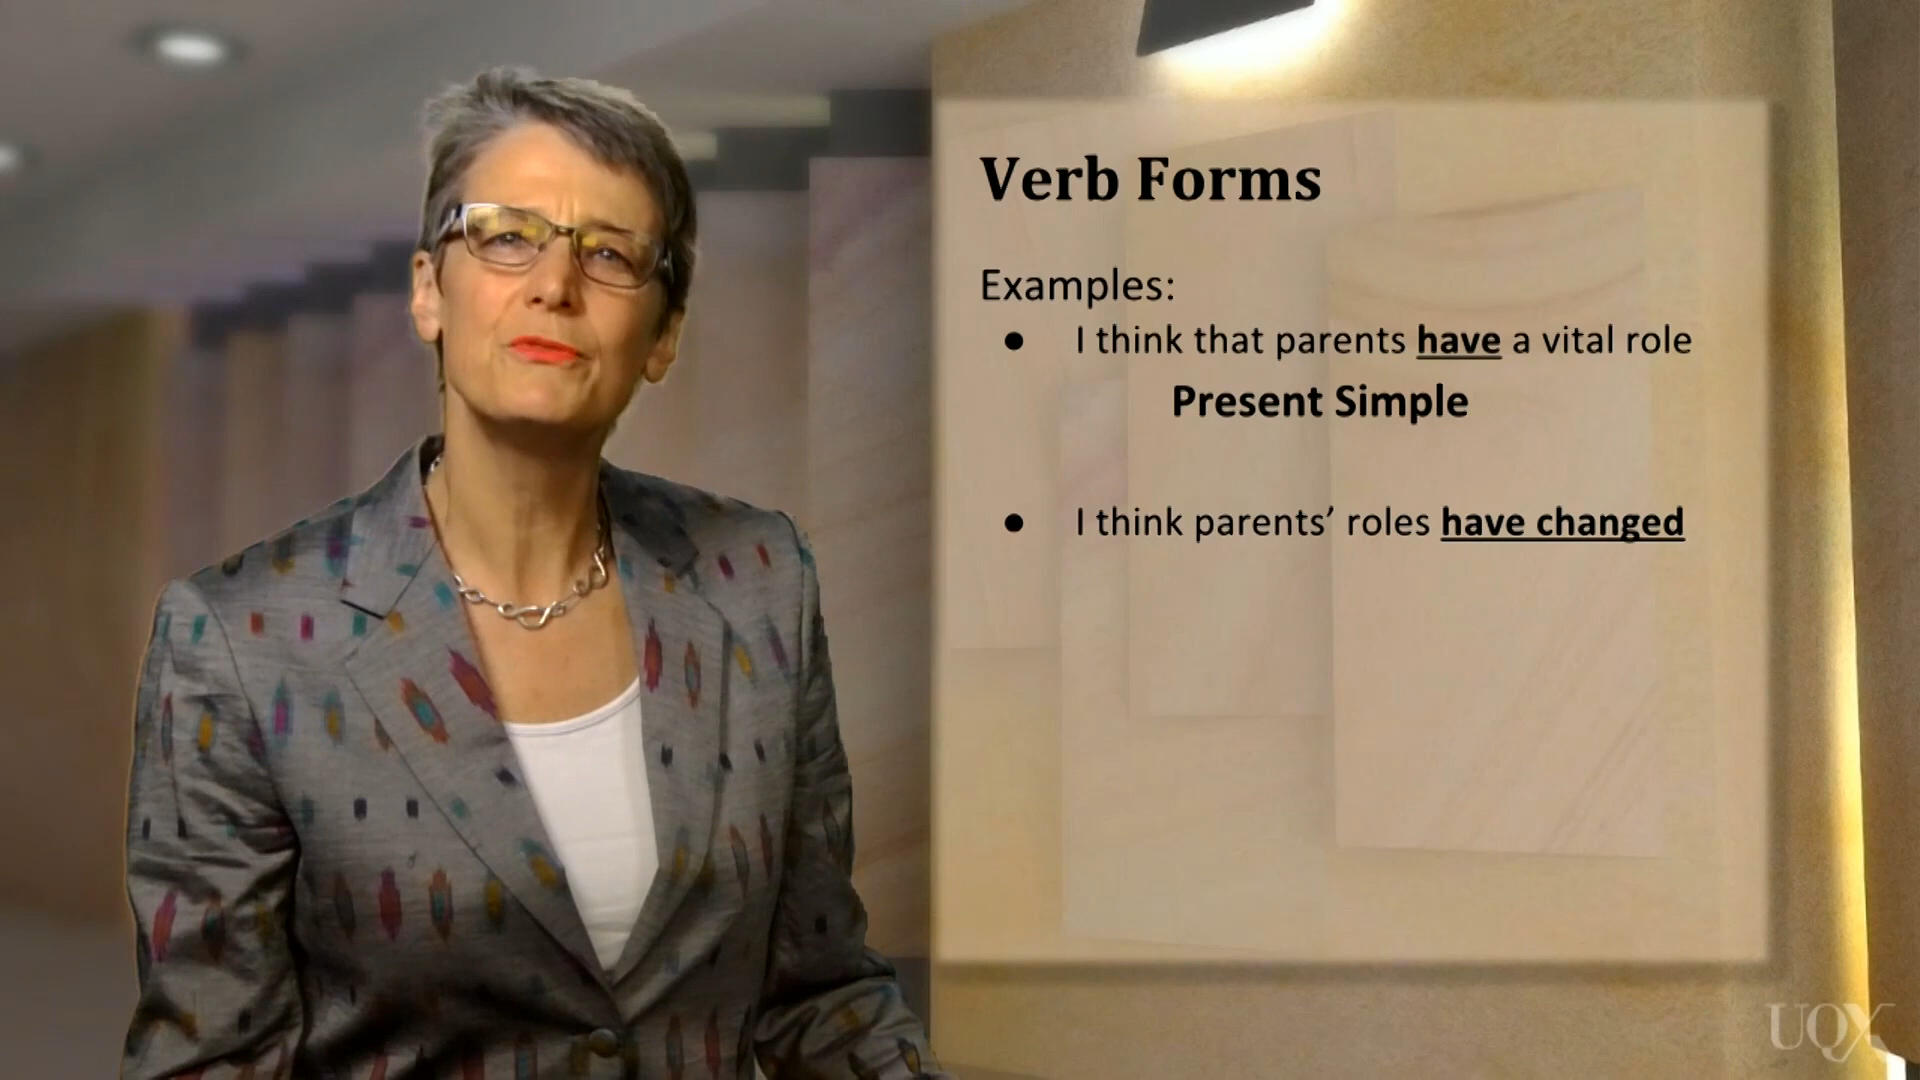 Verb Forms
Examples:
● I think that parents have a vital role
Present Simple
● I think parents’ roles have changed
UQX